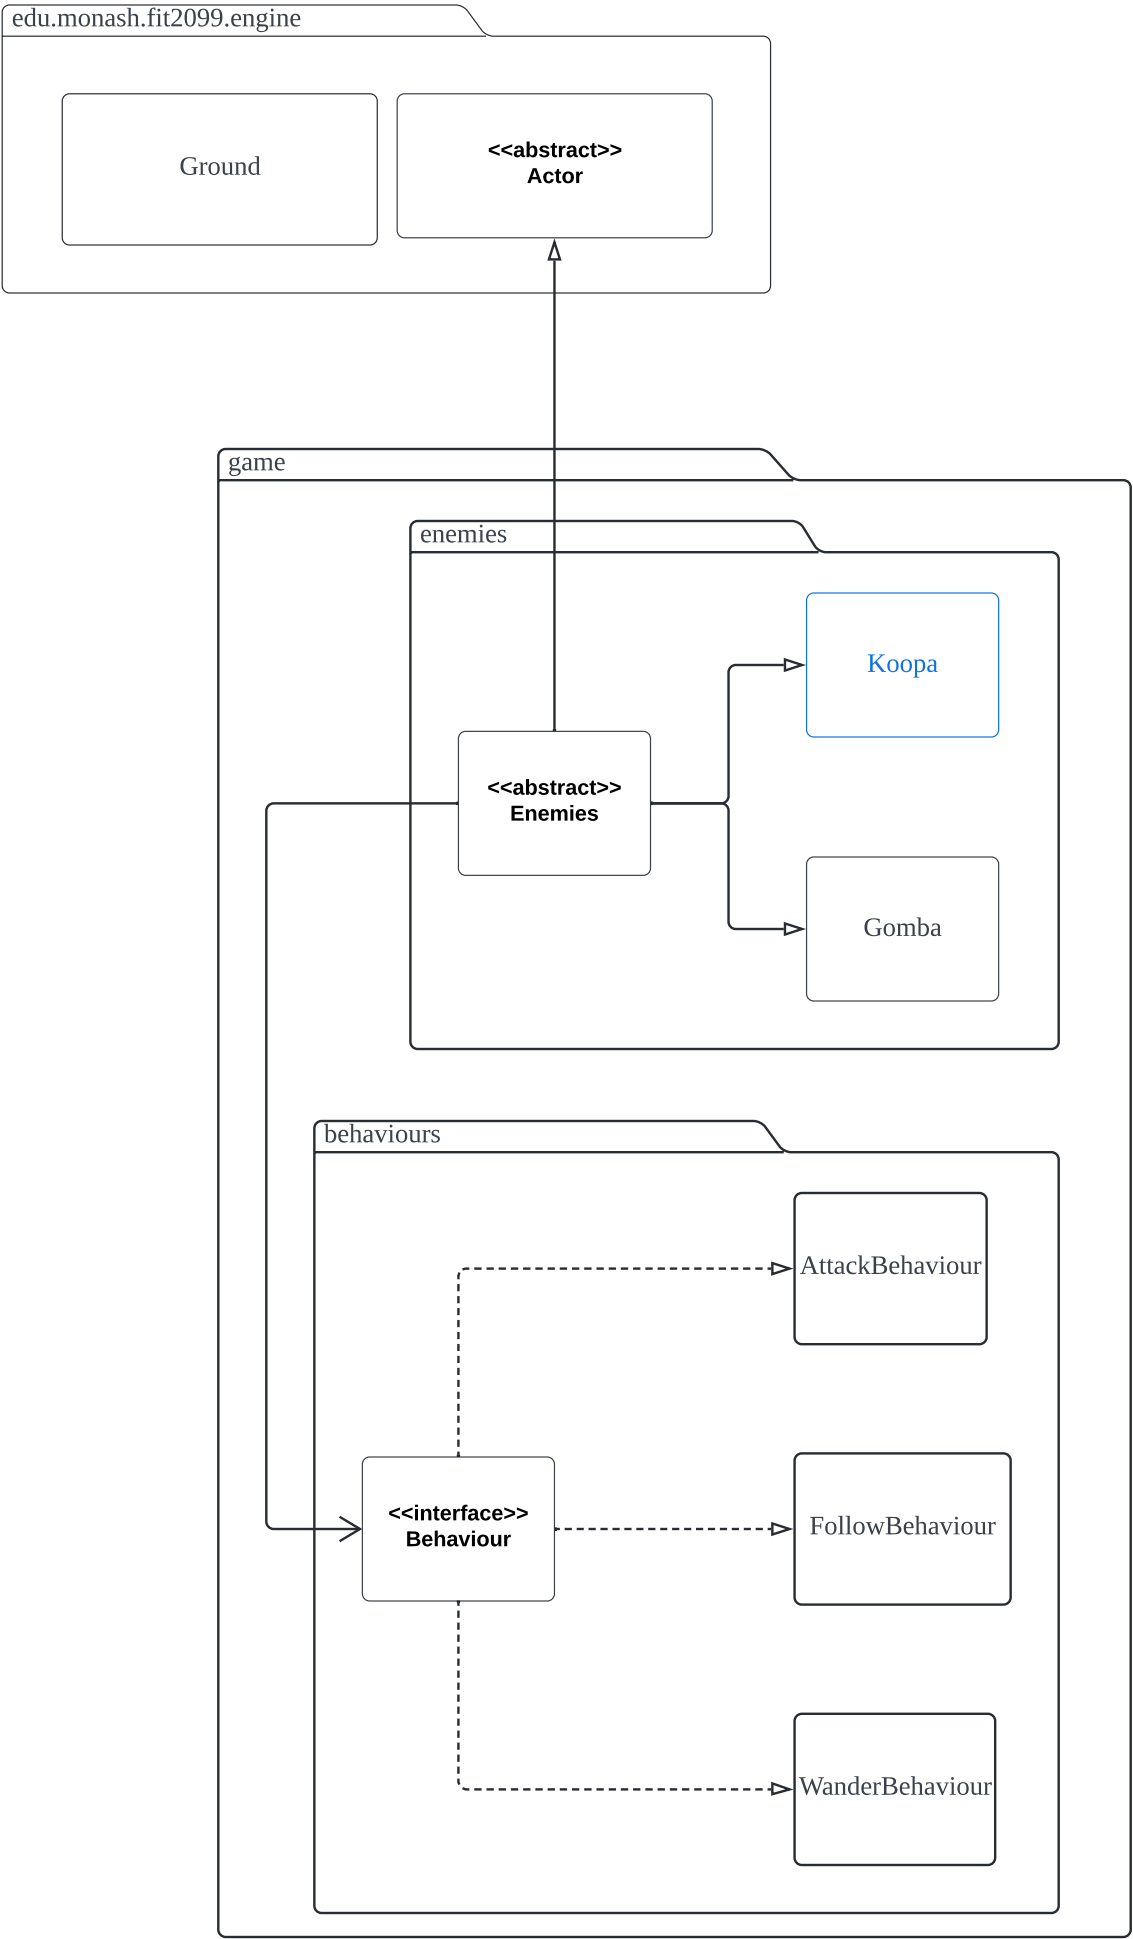 edu.monash.fit2099.engine
Ground
<<abstract>>
Actor
game
enemies
Koopa
<<abstract>>
Enemies
Gomba
behaviours
AttackBehaviour
<<interface>>
Behaviour
FollowBehaviour
WanderBehaviour